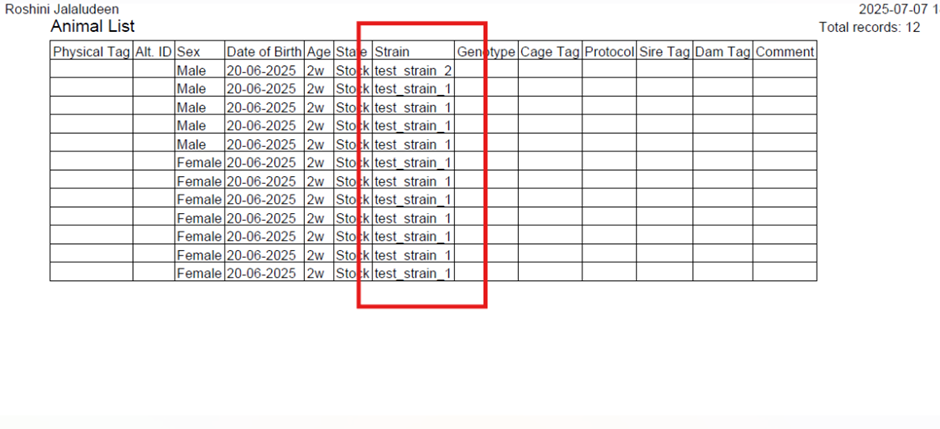 Roshini Jalaludeen 2025-07-07 1
Animal List Total records: 12
Physical Tag Alt. ID Sex Date of Birth Age State Strain Genotype Cage Tag Protocol Sire Tag Dam Tag Comment
Male 20-06-2025 2w Stock test_strain_2
Male 20-06-2025 2w Stock test_strain_1
Male 20-06-2025 2w Stock test_strain_1
Male 20-06-2025 2w Stock test_strain_1
Male 20-06-2025 2w Stock test_strain_1
Female 20-06-2025 2w Stock test_strain_1
Female 20-06-2025 2w Stock test_strain_1
Female 20-06-2025 2w Stock test_strain_1
Female 20-06-2025 2w Stock test_strain_1
Female 20-06-2025 2w Stock test_strain_1
Female 20-06-2025 2w Stock test_strain_1
Female 20-06-2025 2w Stock test_strain_1